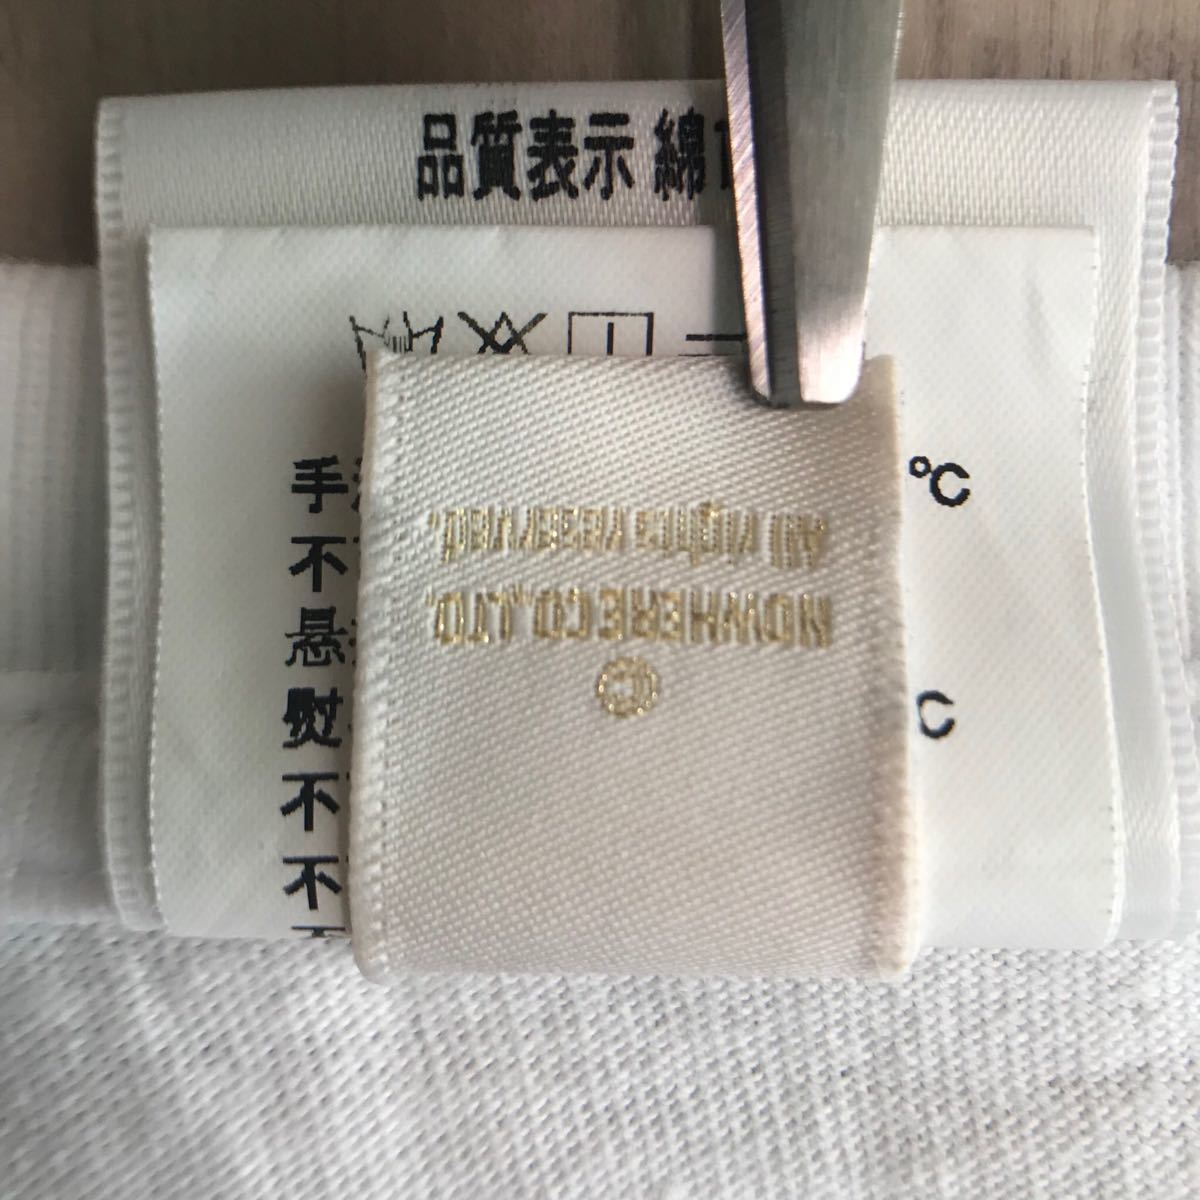 品質表示 綿
手
℃
不
悬
熨
C
不
不
©
NOWHERE CO.,LTD.
All rights reserved.